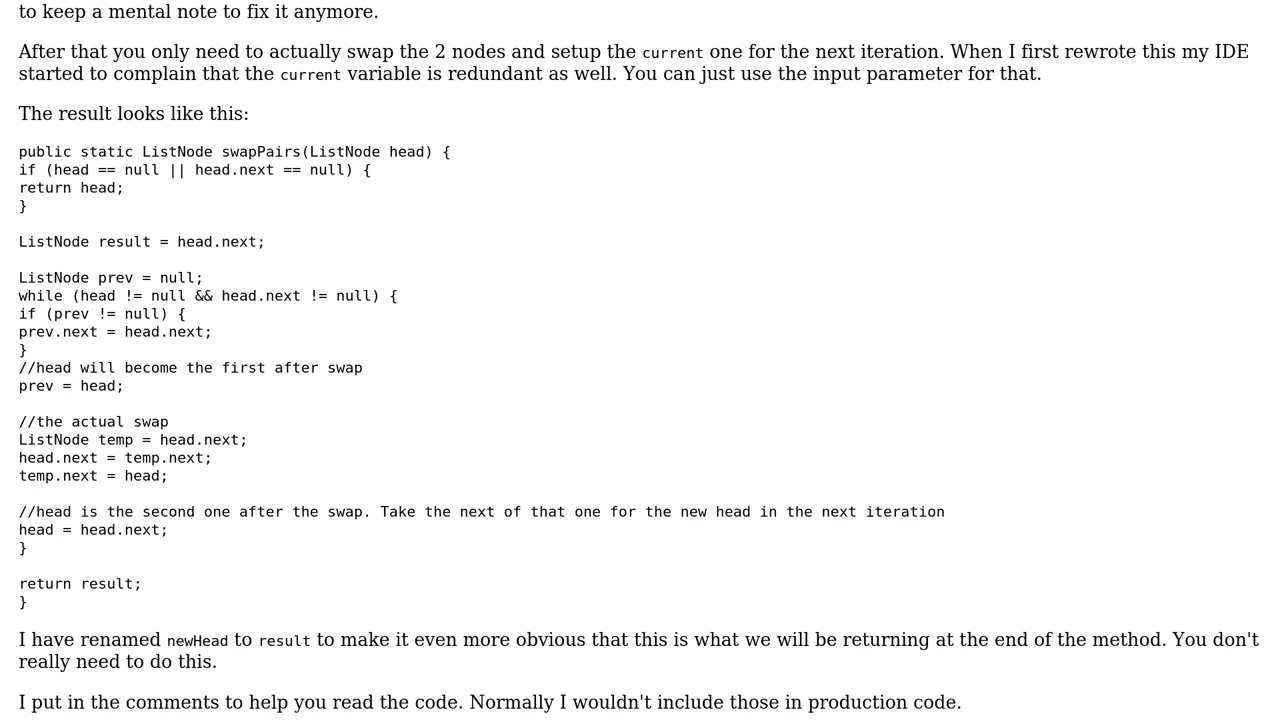 to keep a mental note to fix it anymore.
After that you only need to actually swap the 2 nodes and setup the current one for the next iteration. When I first rewrote this my IDE
started to complain that the current variable is redundant as well. You can just use the input parameter for that.
The result looks like this:
public static ListNode swapPairs(ListNode head) {
if (head == null || head.next == null) {
return head;
}
ListNode result = head.next;
ListNode prev = null;
while (head != null && head.next != null) {
if (prev != null) {
prev.next = head.next;
}
//head will become the first after swap
prev = head;
//the actual swap
ListNode temp = head.next;
head.next = temp.next;
temp.next = head;
//head is the second one after the swap. Take the next of that one for the new head in the next iteration
head = head.next;
}
return result;
}
I have renamed newHead to result to make it even more obvious that this is what we will be returning at the end of the method. You don't
really need to do this.
I put in the comments to help you read the code. Normally I wouldn't include those in production code.